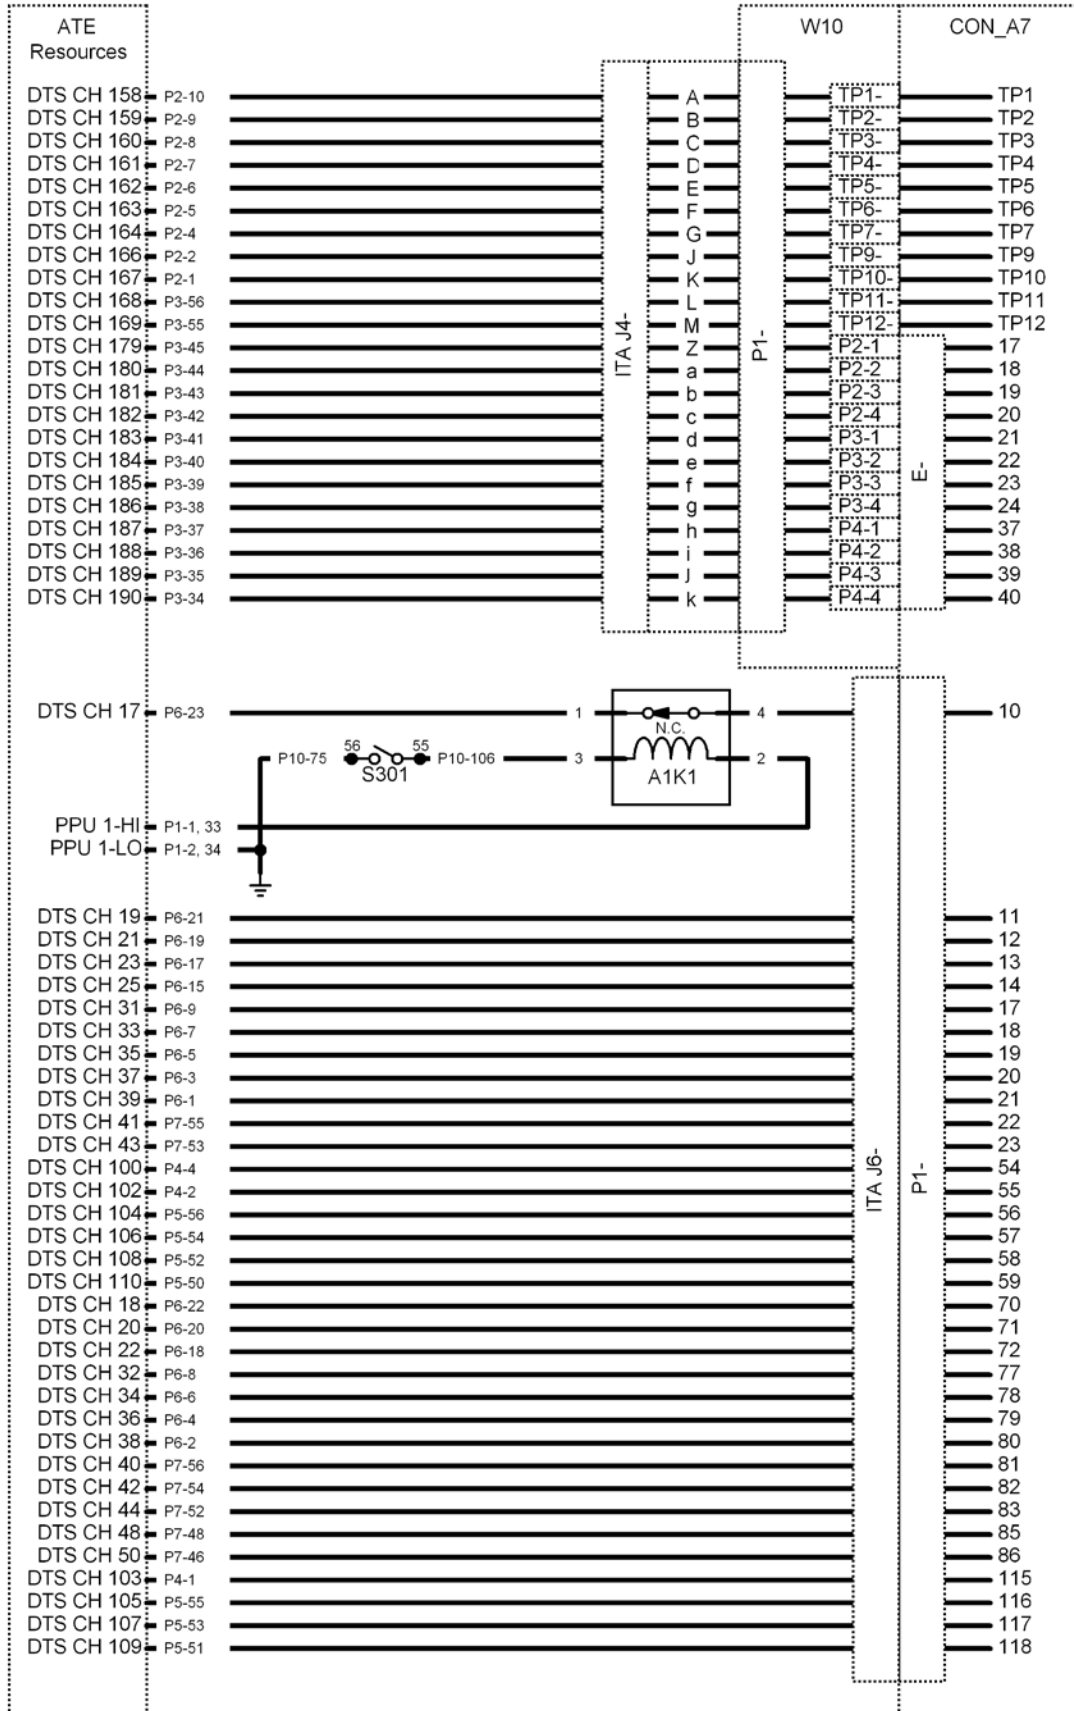 ATE Resources W10 CON_A7
DTS CH 158 P2-10 A TP1- TP1
DTS CH 159 P2-9 B TP2- TP2
DTS CH 160 P2-8 C TP3- TP3
DTS CH 161 P2-7 D TP4- TP4
DTS CH 162 P2-6 E TP5- TP5
DTS CH 163 P2-5 F TP6- TP6
DTS CH 164 P2-4 G TP7- TP7
DTS CH 166 P2-2 J TP9- TP9
DTS CH 167 P2-1 K TP10- TP10
DTS CH 168 P3-56 L TP11- TP11
DTS CH 169 P3-55 M TP12- TP12
DTS CH 179 P3-45 Z P2-1 17
DTS CH 180 P3-44 a P2-2 18
DTS CH 181 P3-43 b P2-3 19
DTS CH 182 P3-42 c P2-4 20
DTS CH 183 P3-41 d P3-1 21
DTS CH 184 P3-40 e P3-2 22
DTS CH 185 P3-39 f P3-3 23
DTS CH 186 P3-38 g P3-4 24
DTS CH 187 P3-37 h P4-1 37
DTS CH 188 P3-36 i P4-2 38
DTS CH 189 P3-35 j P4-3 39
DTS CH 190 P3-34 k P4-4 40
ITA J4-
P1-
E-
DTS CH 17 P6-23 1 4 10
N.C.
P10-75 56 55 P10-106 3 2
S301
A1K1
PPU 1-HI P1-1, 33
PPU 1-LO P1-2, 34
DTS CH 19 P6-21 11
DTS CH 21 P6-19 12
DTS CH 23 P6-17 13
DTS CH 25 P6-15 14
DTS CH 31 P6-9 17
DTS CH 33 P6-7 18
DTS CH 35 P6-5 19
DTS CH 37 P6-3 20
DTS CH 39 P6-1 21
DTS CH 41 P7-55 22
DTS CH 43 P7-53 23
DTS CH 100 P4-4 54
DTS CH 102 P4-2 55
DTS CH 104 P5-56 56
DTS CH 106 P5-54 57
DTS CH 108 P5-52 58
DTS CH 110 P5-50 59
DTS CH 18 P6-22 70
DTS CH 20 P6-20 71
DTS CH 22 P6-18 72
DTS CH 32 P6-8 77
DTS CH 34 P6-6 78
DTS CH 36 P6-4 79
DTS CH 38 P6-2 80
DTS CH 40 P7-56 81
DTS CH 42 P7-54 82
DTS CH 44 P7-52 83
DTS CH 48 P7-48 85
DTS CH 50 P7-46 86
DTS CH 103 P4-1 115
DTS CH 105 P5-55 116
DTS CH 107 P5-53 117
DTS CH 109 P5-51 118
ITA J6-
P1-